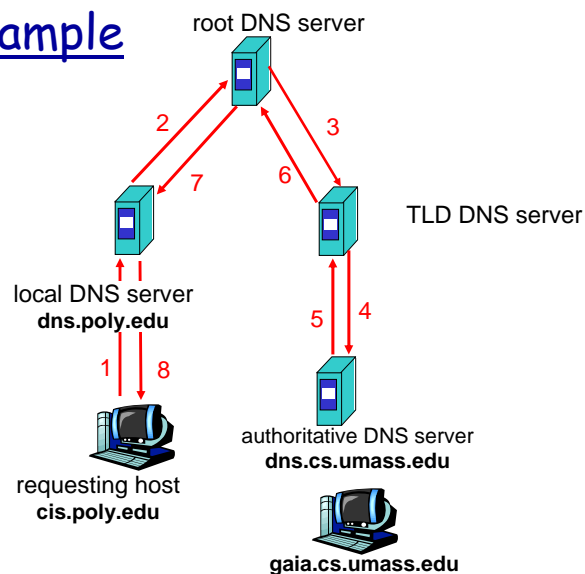 ample
root DNS server
2
3
7
6
TLD DNS server
local DNS server
dns.poly.edu
5
4
1
8
authoritative DNS server
dns.cs.umass.edu
requesting host
cis.poly.edu
gaia.cs.umass.edu